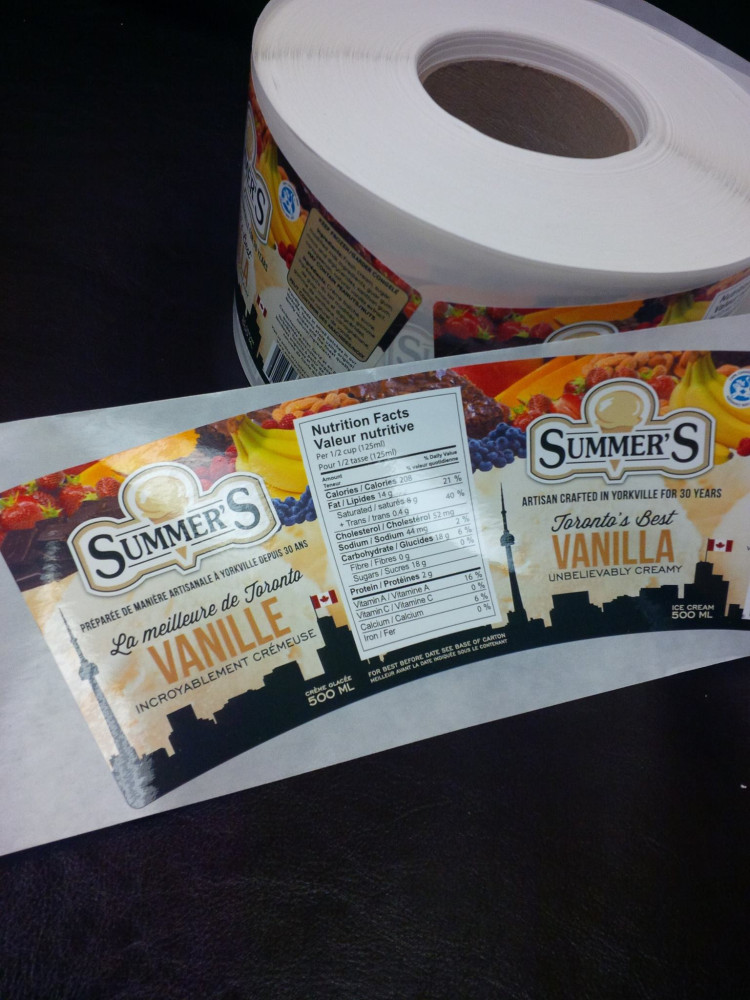 SUMMER'S
PRÉPARÉE DE MANIÈRE ARTISANALE À YORKVILLE DEPUIS 30 ANS
La meilleure de Toronto
VANILLE
INCROYABLEMENT CRÉMEUSE
CRÈME GLACÉE
500 ML
Nutrition Facts
Valeur nutritive
Per 1/2 cup (125ml)
Pour 1/2 tasse (125ml)
Amount % Daily Value
Teneur % valeur quotidienne
Calories / Calories 208
Fat / Lipides 14 g 21 %
Saturated / saturés 8 g 40 %
+ Trans / trans 0.4 g
Cholesterol / Cholestérol 52 mg
Sodium / Sodium 44 mg 2 %
Carbohydrate / Glucides 18 g 6 %
Fibre / Fibres 0 g 0 %
Sugars / Sucres 18 g
Protein / Protéines 2 g
Vitamin A / Vitamine A 16 %
Vitamin C / Vitamine C 0 %
Calcium / Calcium 6 %
Iron / Fer 0 %
FOR BEST BEFORE DATE SEE BASE OF CARTON
MEILLEUR AVANT LA DATE INDIQUÉE SOUS LE CONTENANT
SUMMER'S
ARTISAN CRAFTED IN YORKVILLE FOR 30 YEARS
Toronto's Best
VANILLA
UNBELIEVABLY CREAMY
ICE CREAM
500 ML